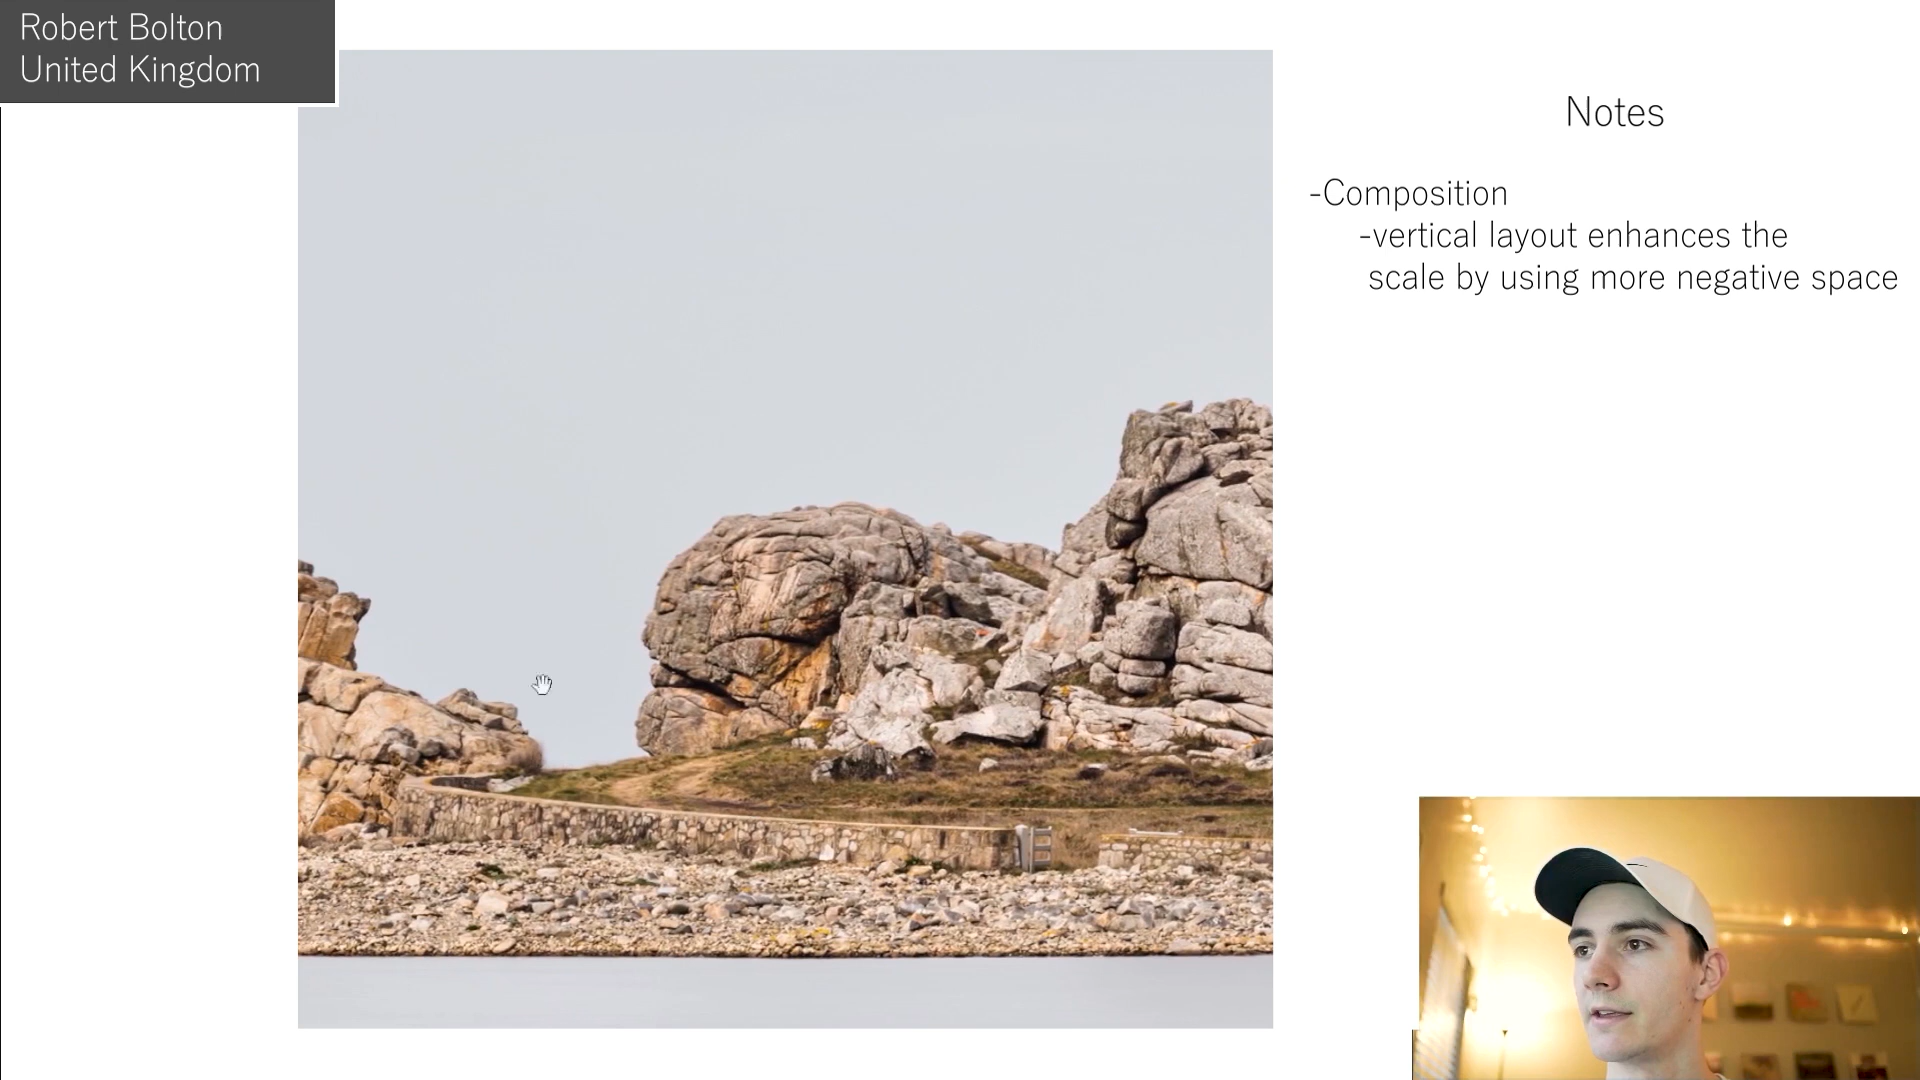 Robert Bolton
United Kingdom
Notes
-Composition
-vertical layout enhances the
scale by using more negative space